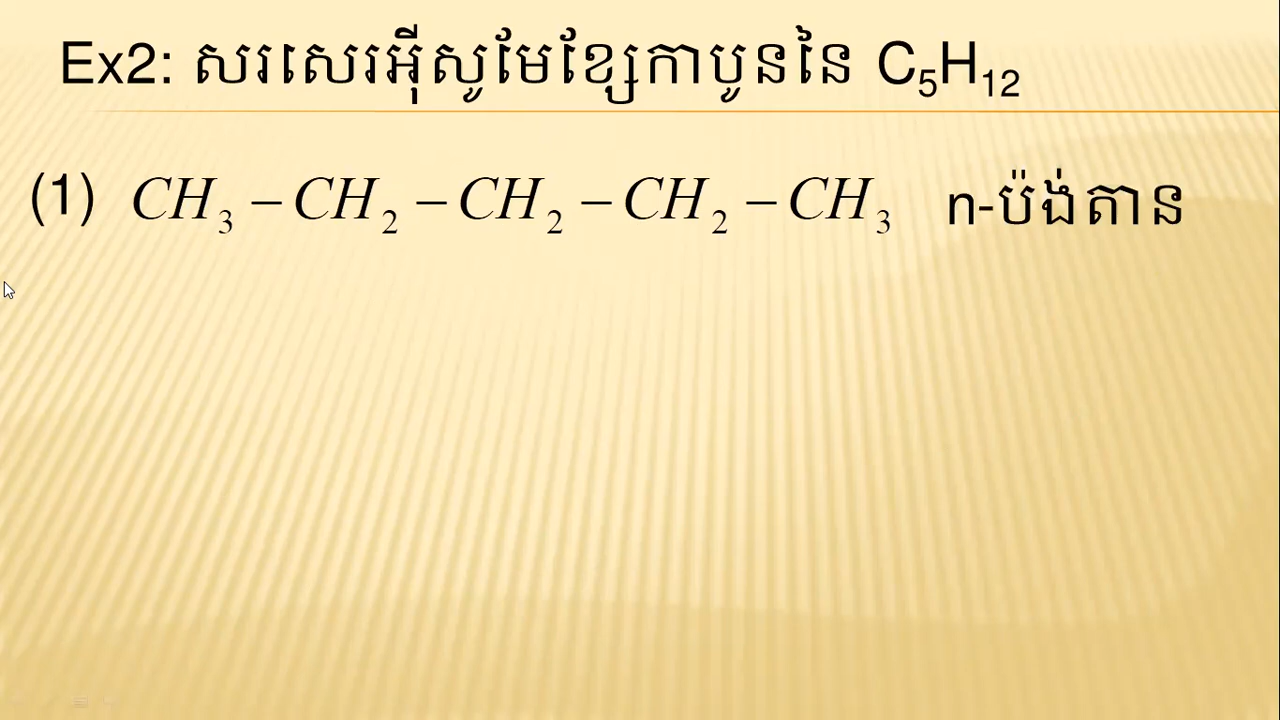 Ex2: សរសេរអ៊ីសូមែខ្សែកាបូននៃ C₅H₁₂
(1) CH₃ – CH₂ – CH₂ – CH₂ – CH₃ n-ប៉ង់តាន